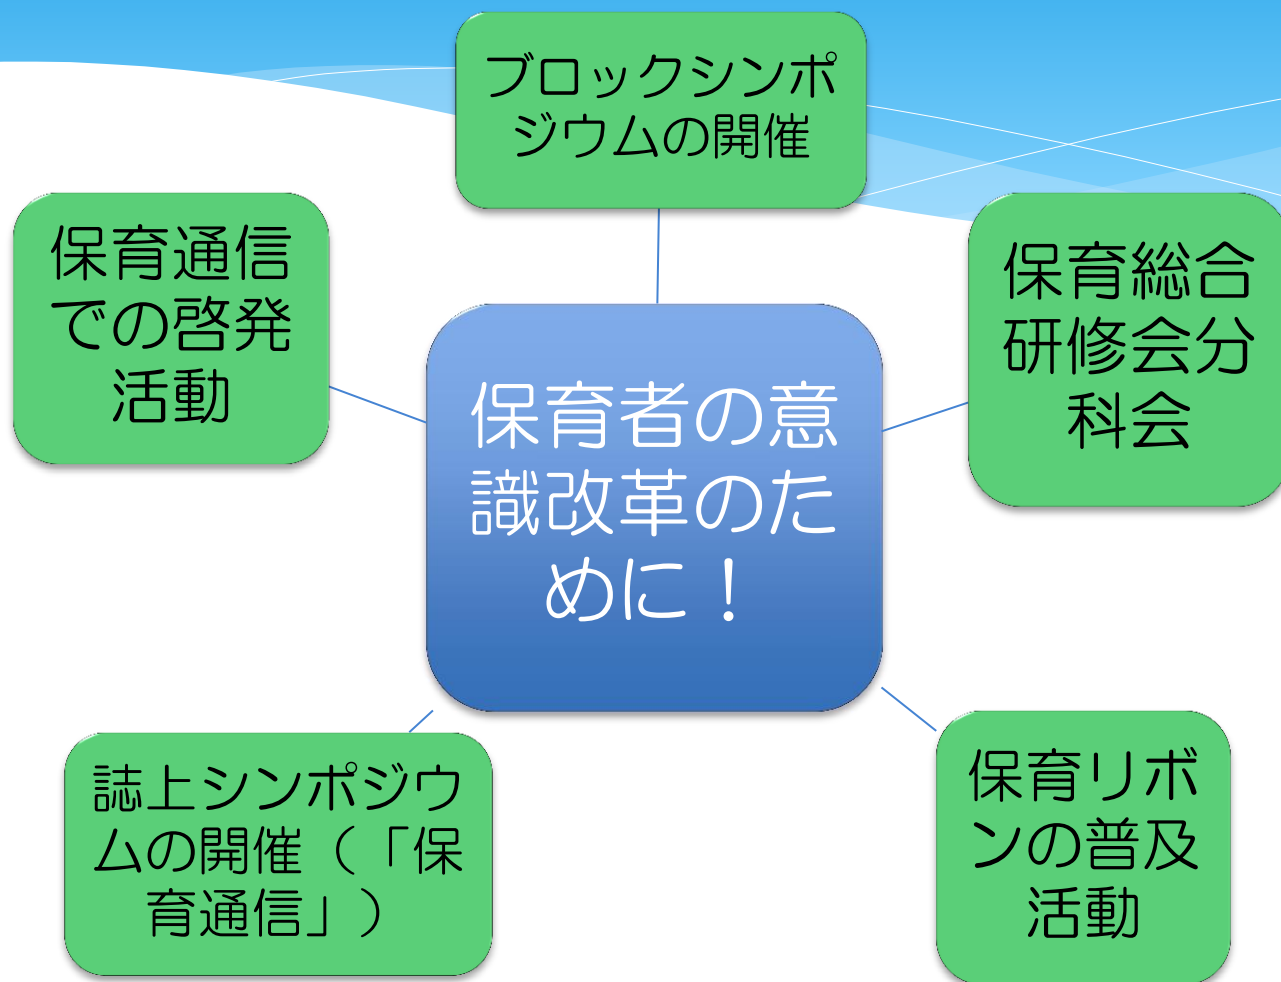 ブロックシンポ
ジウムの開催
保育通信
での啓発
活動
保育総合
研修会分
科会
保育者の意
識改革のた
めに！
誌上シンポジウ
ムの開催（「保
育通信」）
保育リボ
ンの普及
活動